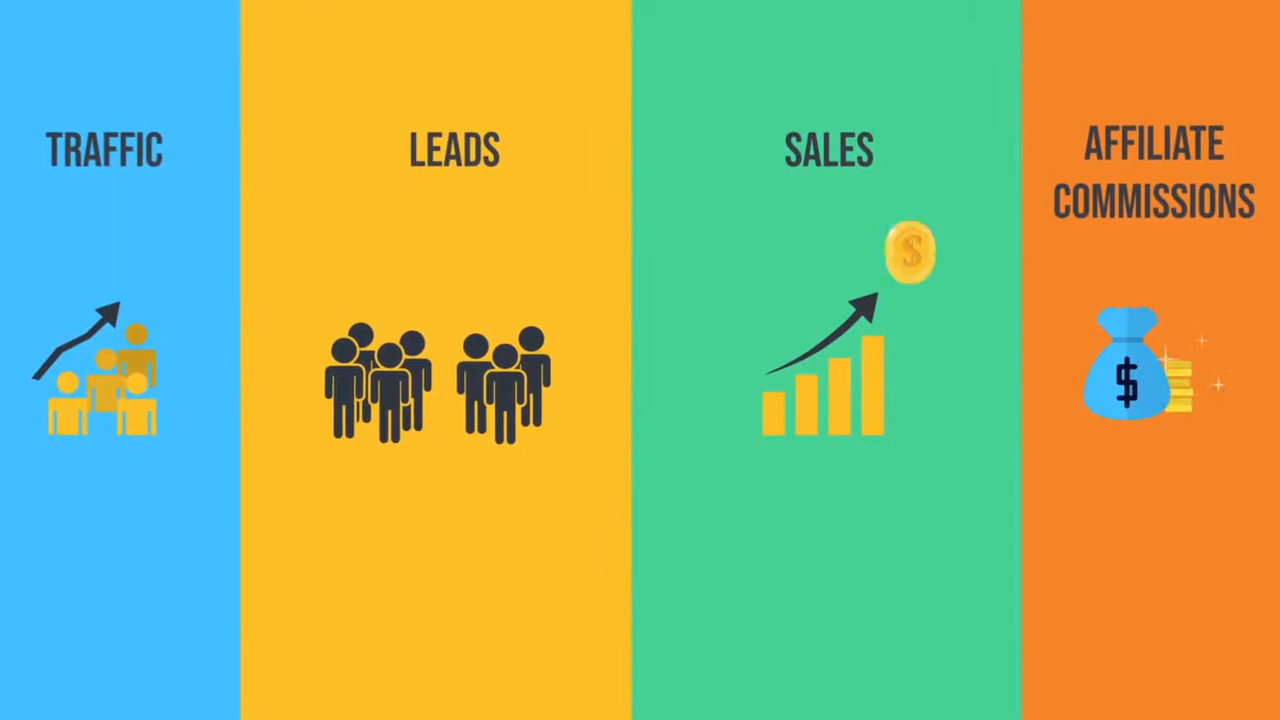 TRAFFIC
LEADS
SALES
AFFILIATE
COMMISSIONS
$
$